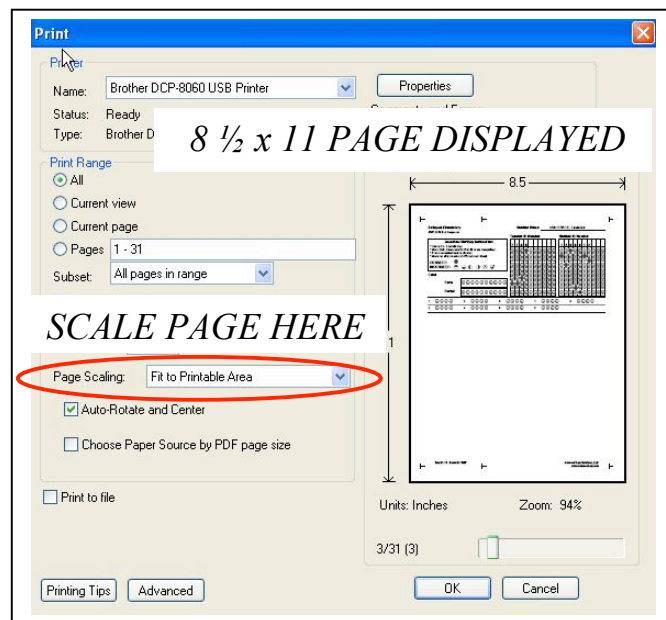 Print
Printer
Name: Brother DCP-8060 USB Printer Properties
Status: Ready
Type: Brother D
8 ½ x 11 PAGE DISPLAYED
Print Range
All
8.5
Current view
Current page
Pages 1 - 31
Subset: All pages in range
SCALE PAGE HERE
1
Page Scaling: Fit to Printable Area
Auto-Rotate and Center
Choose Paper Source by PDF page size
Print to file
Units: Inches Zoom: 94%
3/31 (3)
Printing Tips Advanced OK Cancel